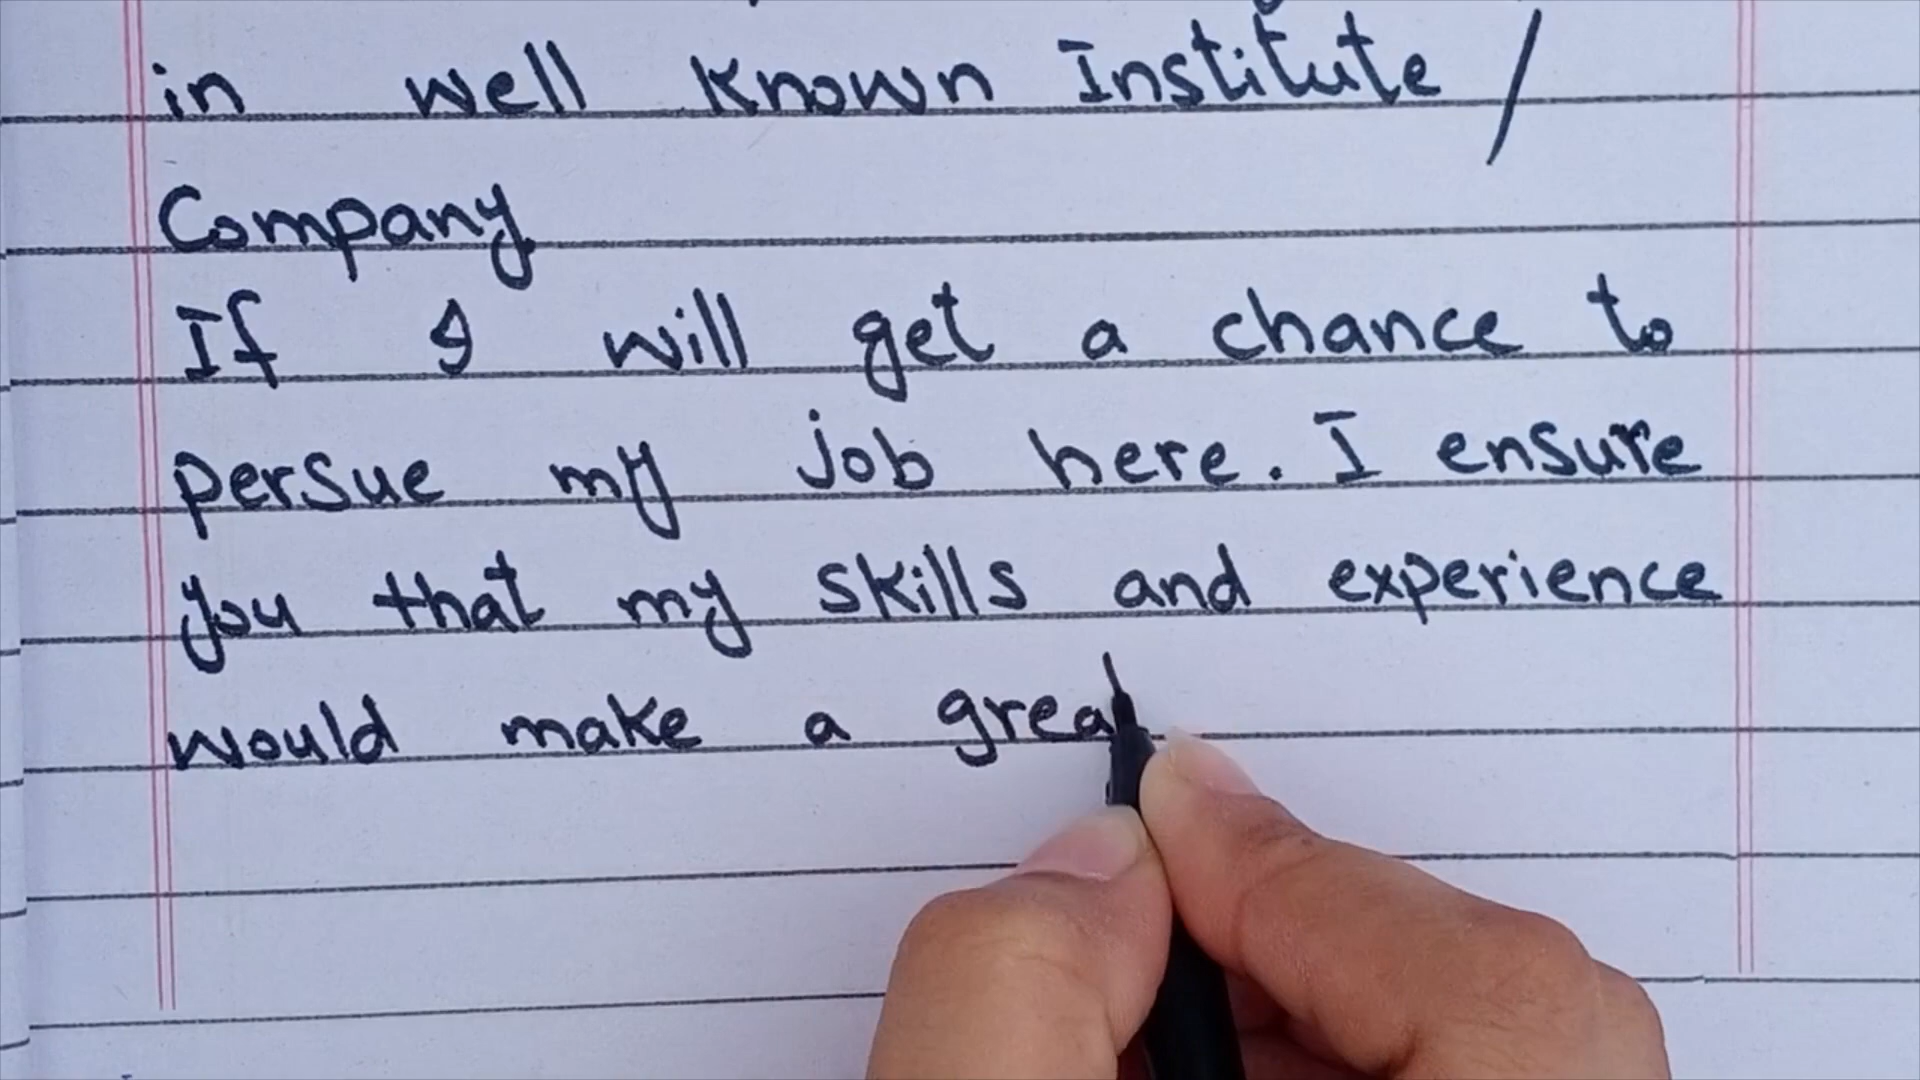 in well known Institute /
Company.
If I will get a chance to
persue my job here. I ensure
you that my skills and experience
would make a grea